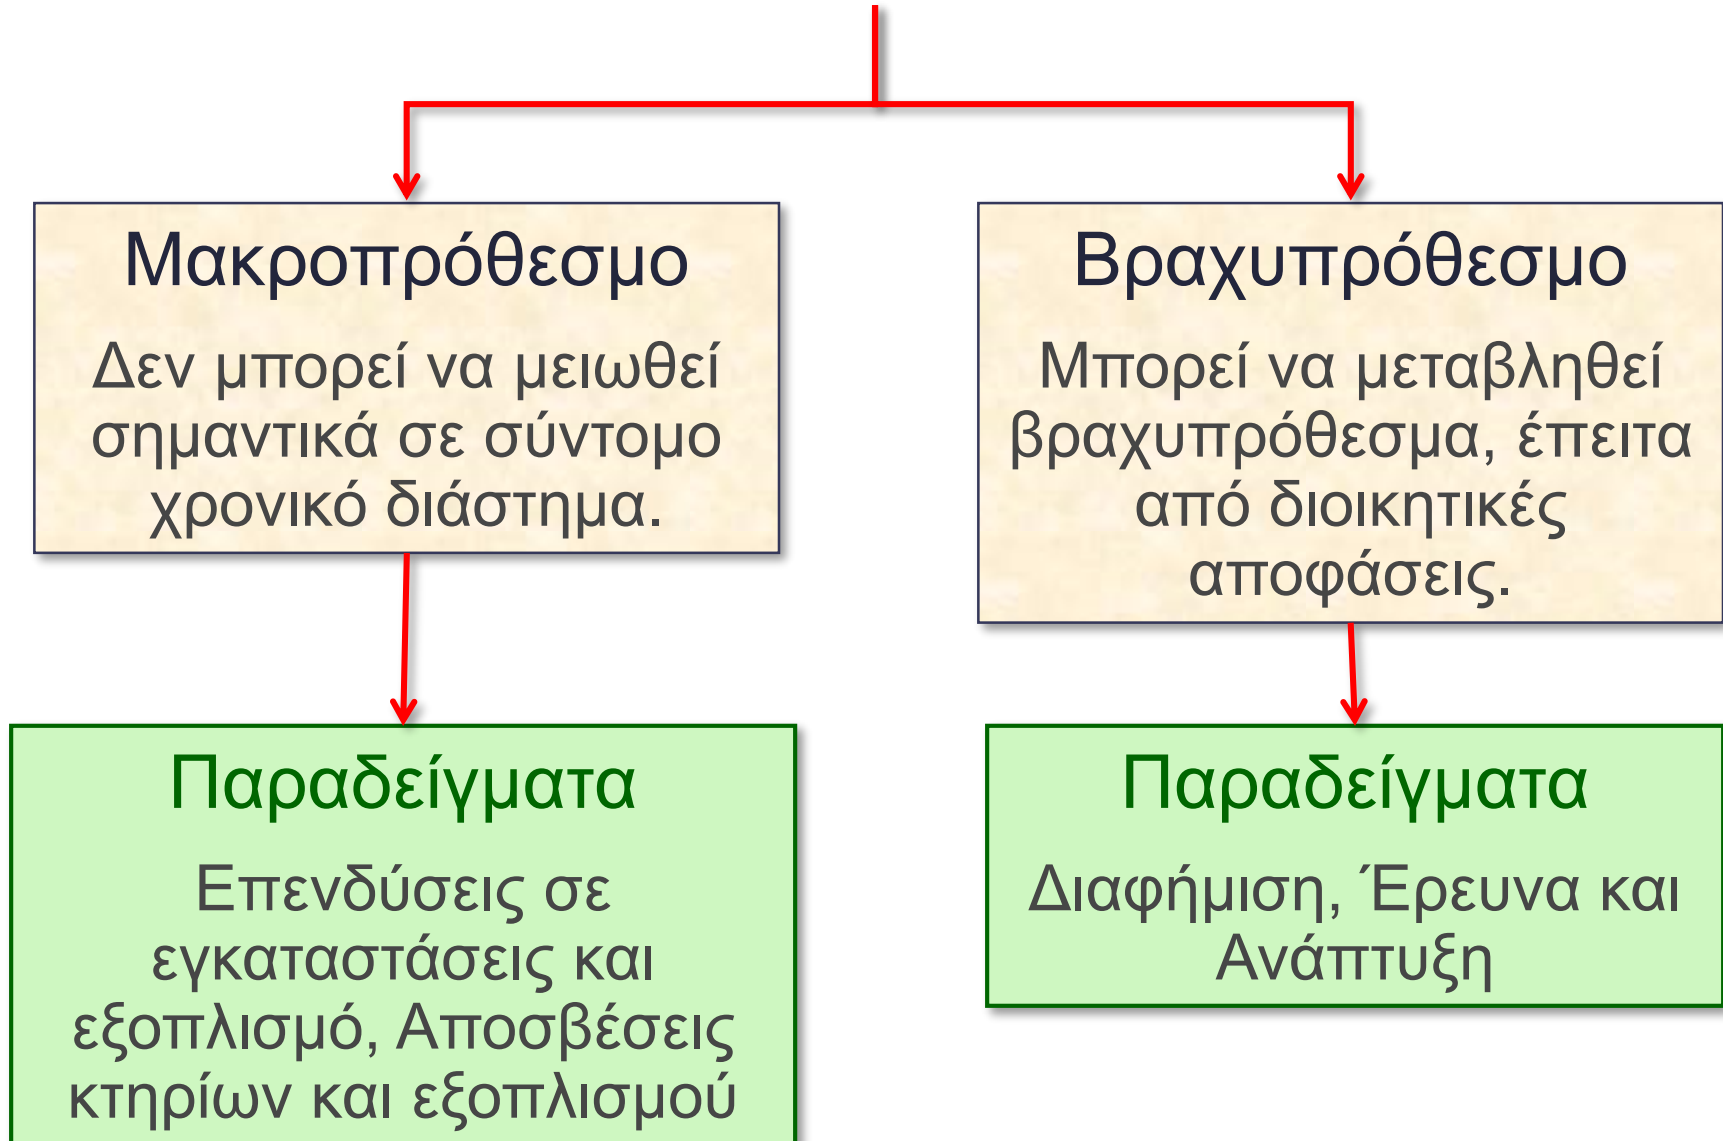 Μακροπρόθεσμο
Δεν μπορεί να μειωθεί
σημαντικά σε σύντομο
χρονικό διάστημα.
Βραχυπρόθεσμο
Μπορεί να μεταβληθεί
βραχυπρόθεσμα, έπειτα
από διοικητικές
αποφάσεις.
Παραδείγματα
Επενδύσεις σε
εγκαταστάσεις και
εξοπλισμό, Αποσβέσεις
κτηρίων και εξοπλισμού
Παραδείγματα
Διαφήμιση, Έρευνα και
Ανάπτυξη